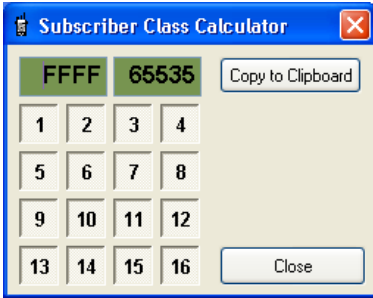 Subscriber Class Calculator
FFFF 65535 Copy to Clipboard
1 2 3 4
5 6 7 8
9 10 11 12
13 14 15 16 Close